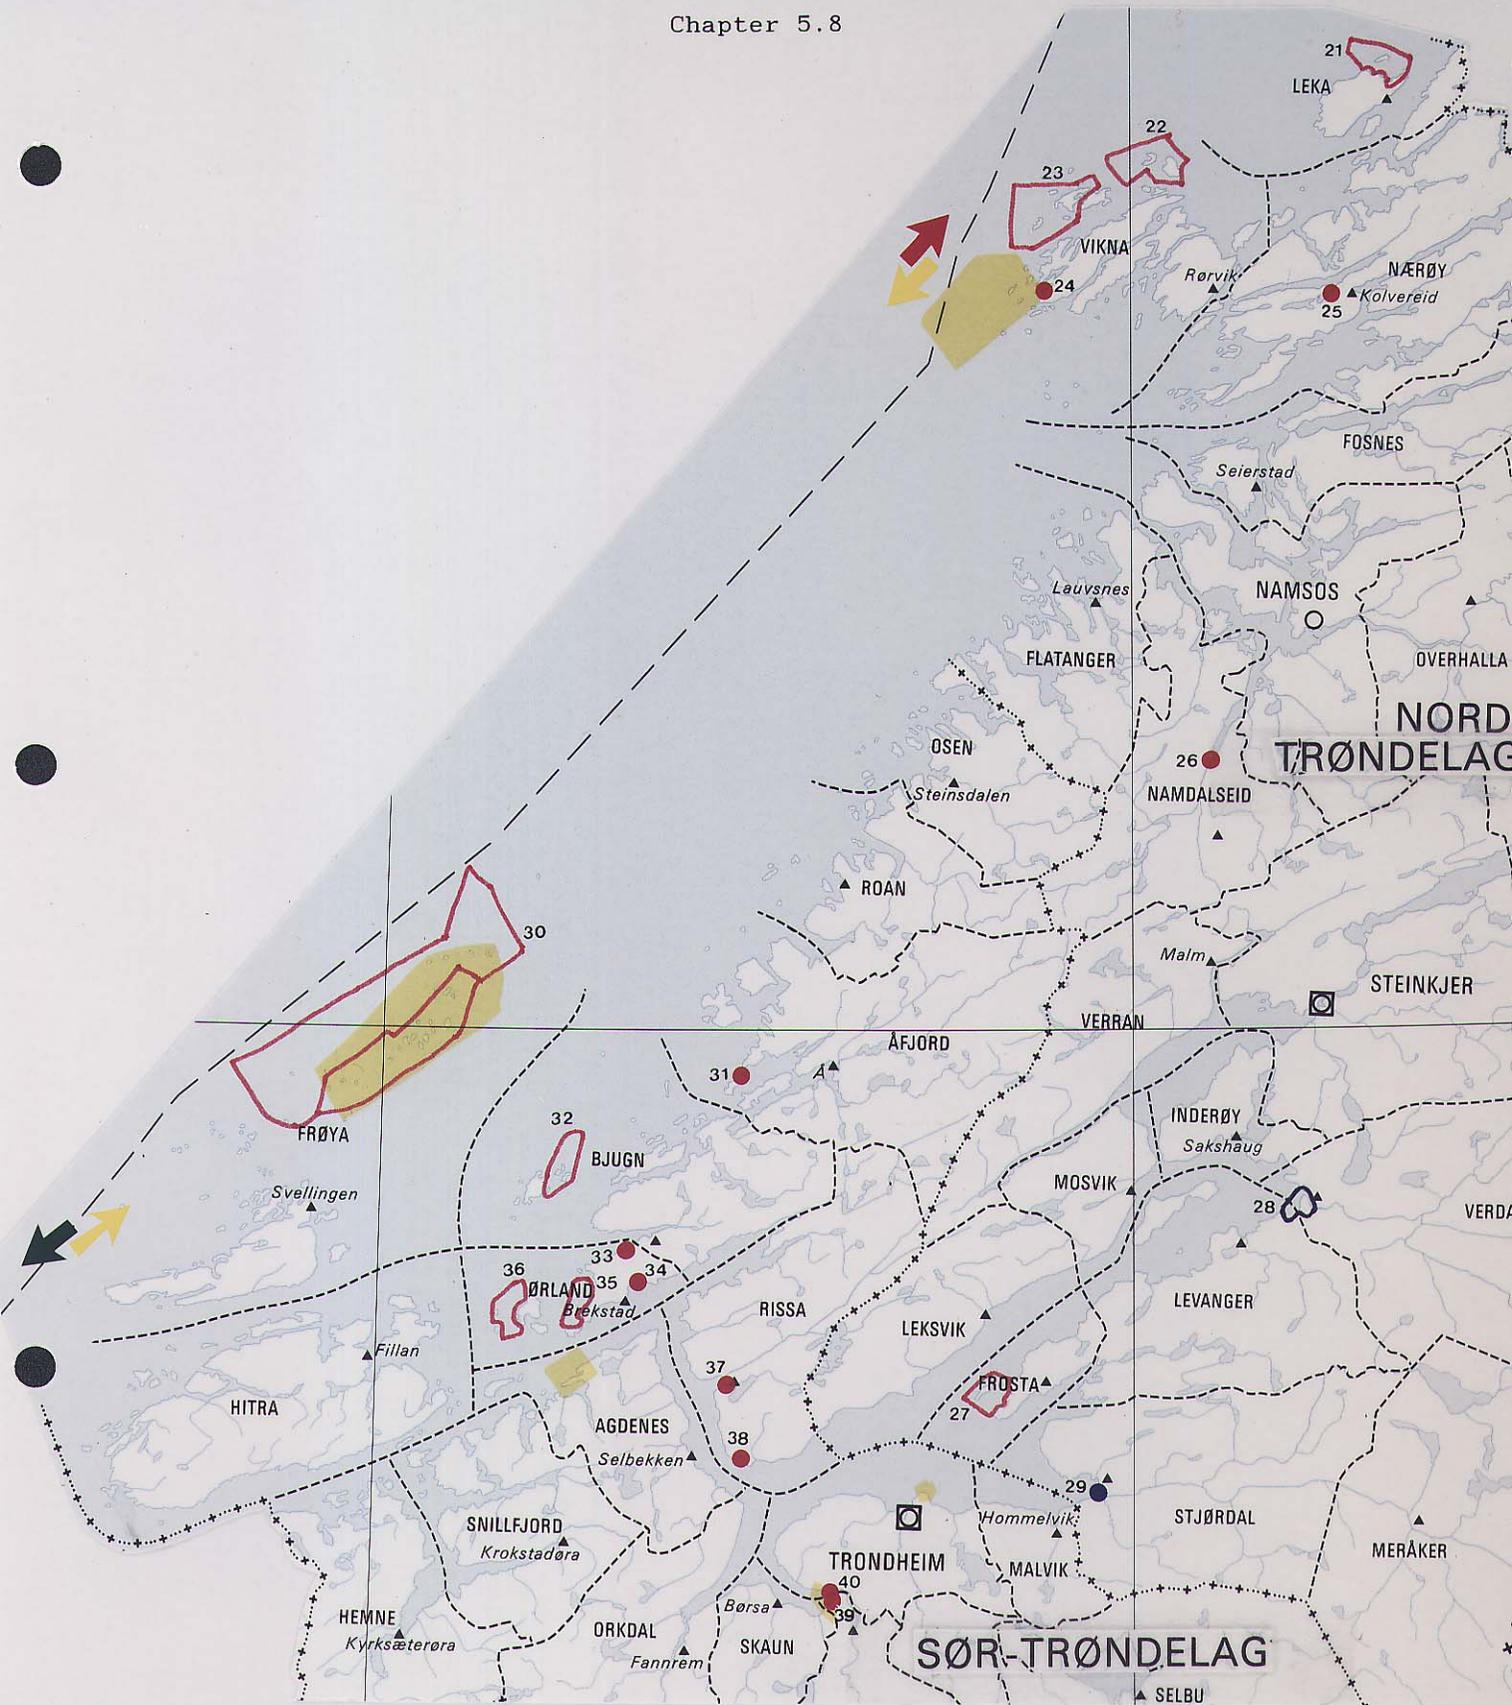 Chapter 5.8
21
LEKA
22
23
VIKNA
Rørvik
NÆRØY
24
Kolvereid
25
FOSNES
Seierstad
Lauvsnes
NAMSOS
FLATANGER
OVERHALLA
NORD
TRØNDELAG
OSEN
26
Steinsdalen
NAMDALSEID
ROAN
30
Malm
STEINKJER
VERRAN
ÅFJORD
31
Å
32
INDERØY
FRØYA
Sakshaug
BJUGN
MOSVIK
Svellingen
28
VERDA
33
34
36
35
ØRLAND
Brekstad
RISSA
LEVANGER
LEKSVIK
Fillan
37
FROSTA
HITRA
27
AGDENES
38
Selbekken
29
SNILLFJORD
Hommelvik
STJØRDAL
Krokstadøra
TRONDHEIM
MALVIK
MERÅKER
40
Børsa
39
HEMNE
Kyrksæterøra
ORKDAL
SKAUN
SØR-TRØNDELAG
Fannrem
SELBU